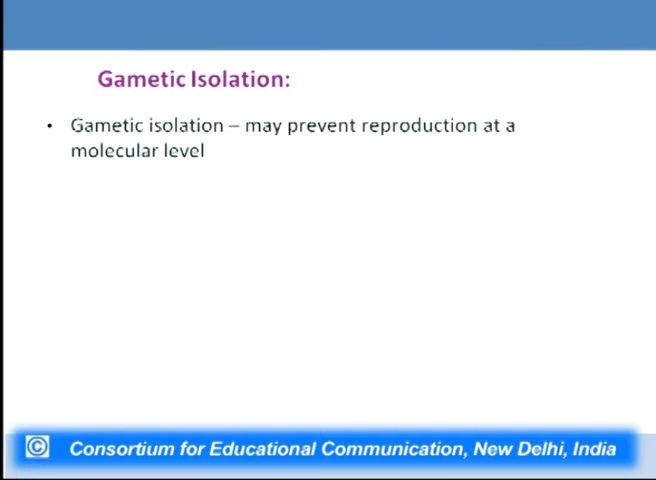 Gametic Isolation:
• Gametic isolation – may prevent reproduction at a
molecular level
© Consortium for Educational Communication, New Delhi, India